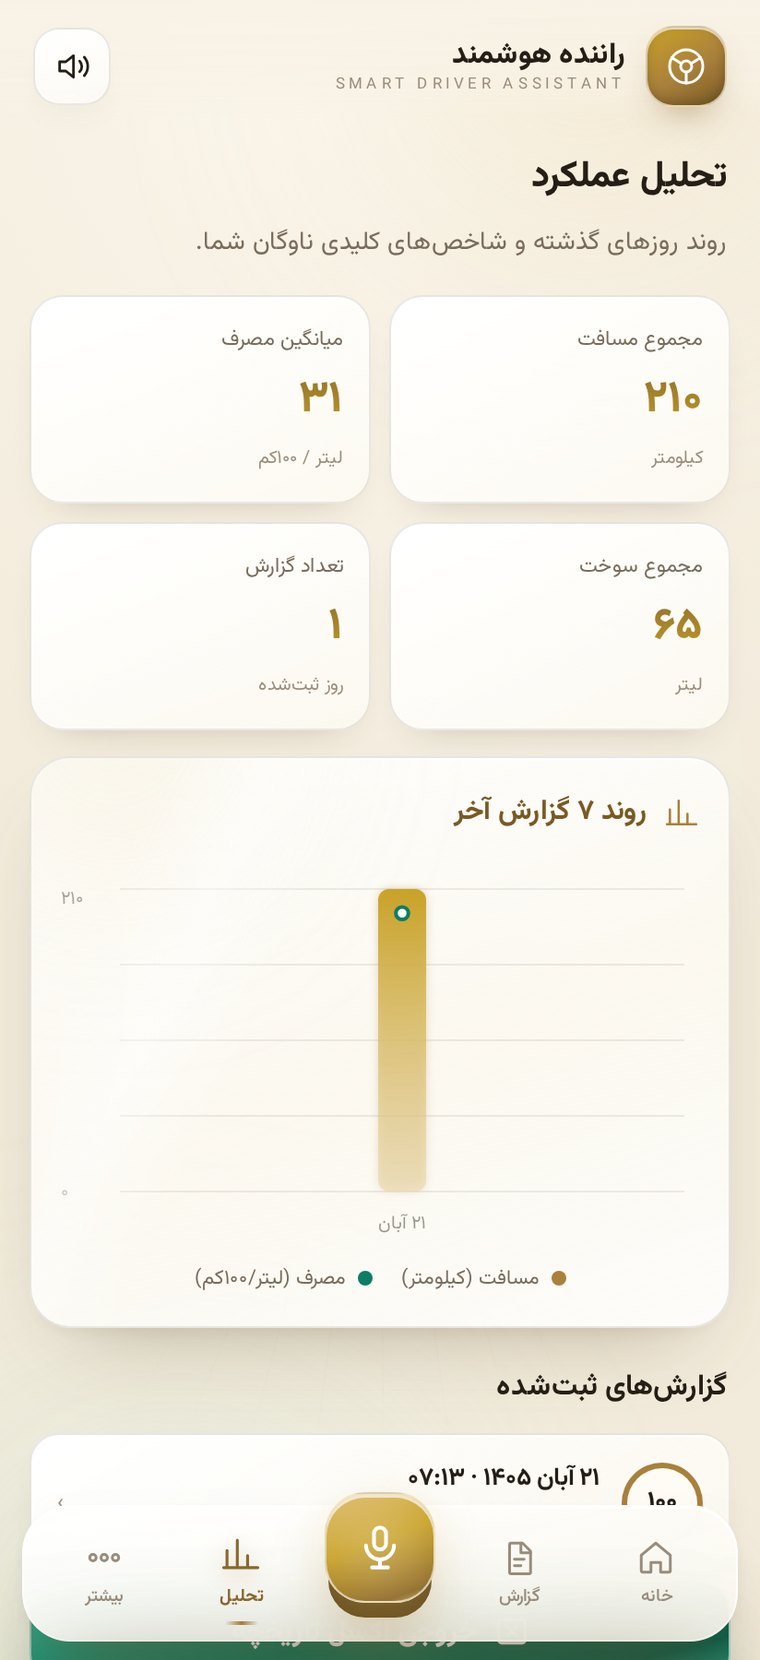 راننده هوشمند
SMART DRIVER ASSISTANT
تحلیل عملکرد
روند روزهای گذشته و شاخص‌های کلیدی ناوگان شما.
مجموع مسافت
۲۱۰
کیلومتر
میانگین مصرف
۳۱
لیتر / ۱۰۰کم
مجموع سوخت
۶۵
لیتر
تعداد گزارش
۱
روز ثبت‌شده
روند ۷ گزارش آخر
۲۱۰
۰
۲۱ آبان
مسافت (کیلومتر)
مصرف (لیتر/۱۰۰کم)
گزارش‌های ثبت‌شده
۲۱ آبان ۱۴۰۵ · ۰۷:۱۳
۱۰۰
خانه
گزارش
تحلیل
بیشتر